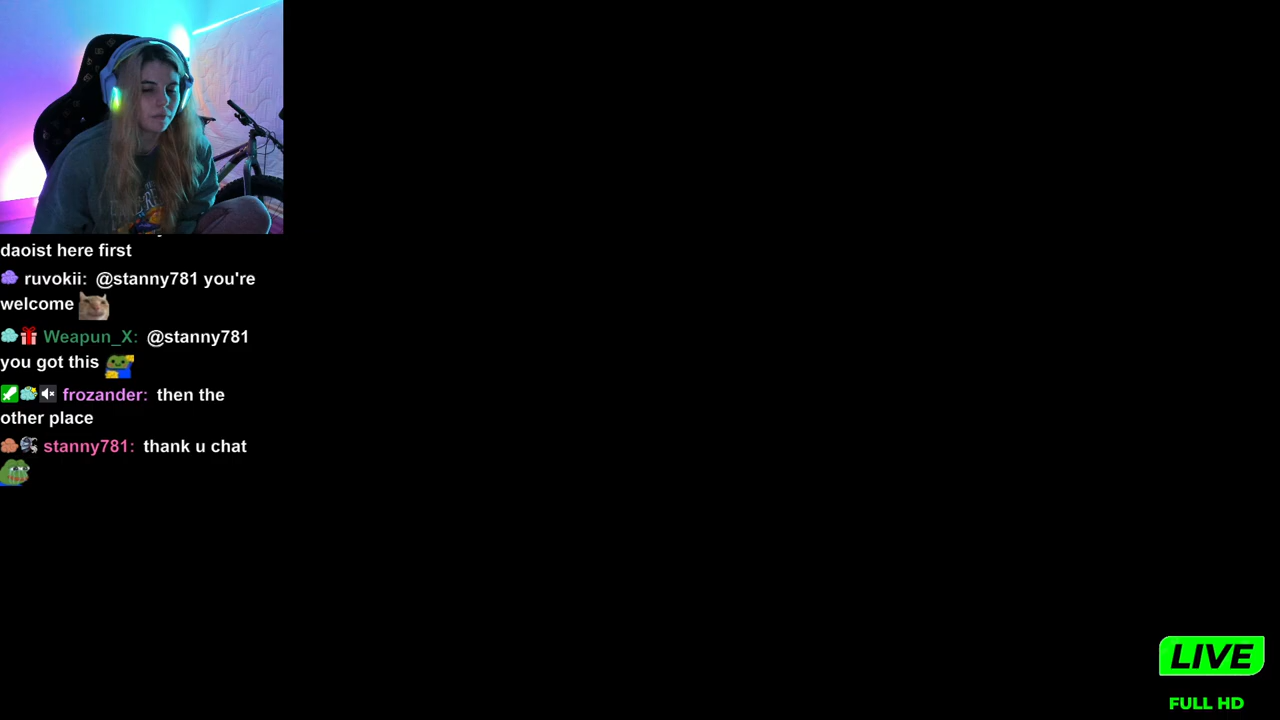 daoist here first
ruvokii: @stanny781 you're
welcome
Weapun_X: @stanny781
you got this
frozander: then the
other place
stanny781: thank u chat
LIVE
FULL HD